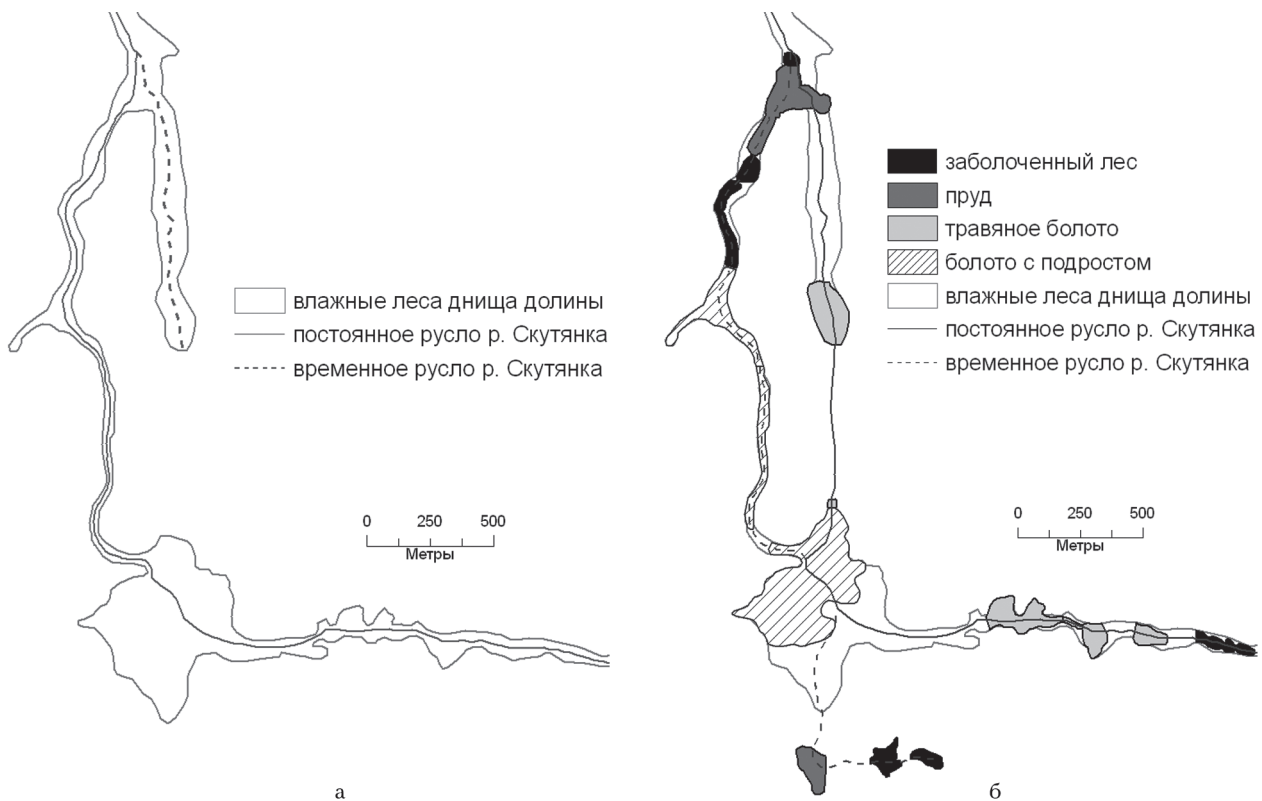 влажные леса днища долины
постоянное русло р. Скутянка
временное русло р. Скутянка
0 250 500
Метры
а
заболоченный лес
пруд
травяное болото
болото с подростом
влажные леса днища долины
постоянное русло р. Скутянка
временное русло р. Скутянка
0 250 500
Метры
б